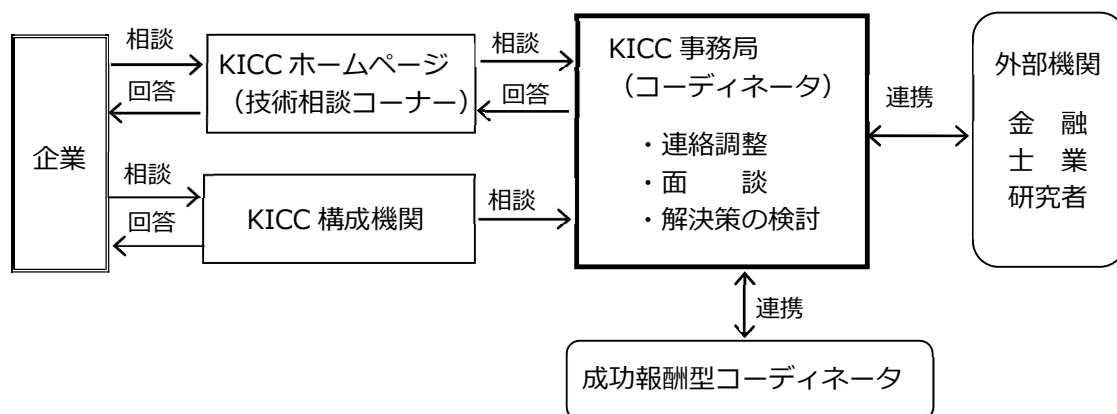 企業
相談
回答
KICC ホームページ
（技術相談コーナー）
相談
回答
相談
回答
KICC 構成機関
相談
KICC 事務局
（コーディネータ）
・連絡調整
・面　　談
・解決策の検討
連携
外部機関
金　融
士　業
研究者
連携
成功報酬型コーディネータ